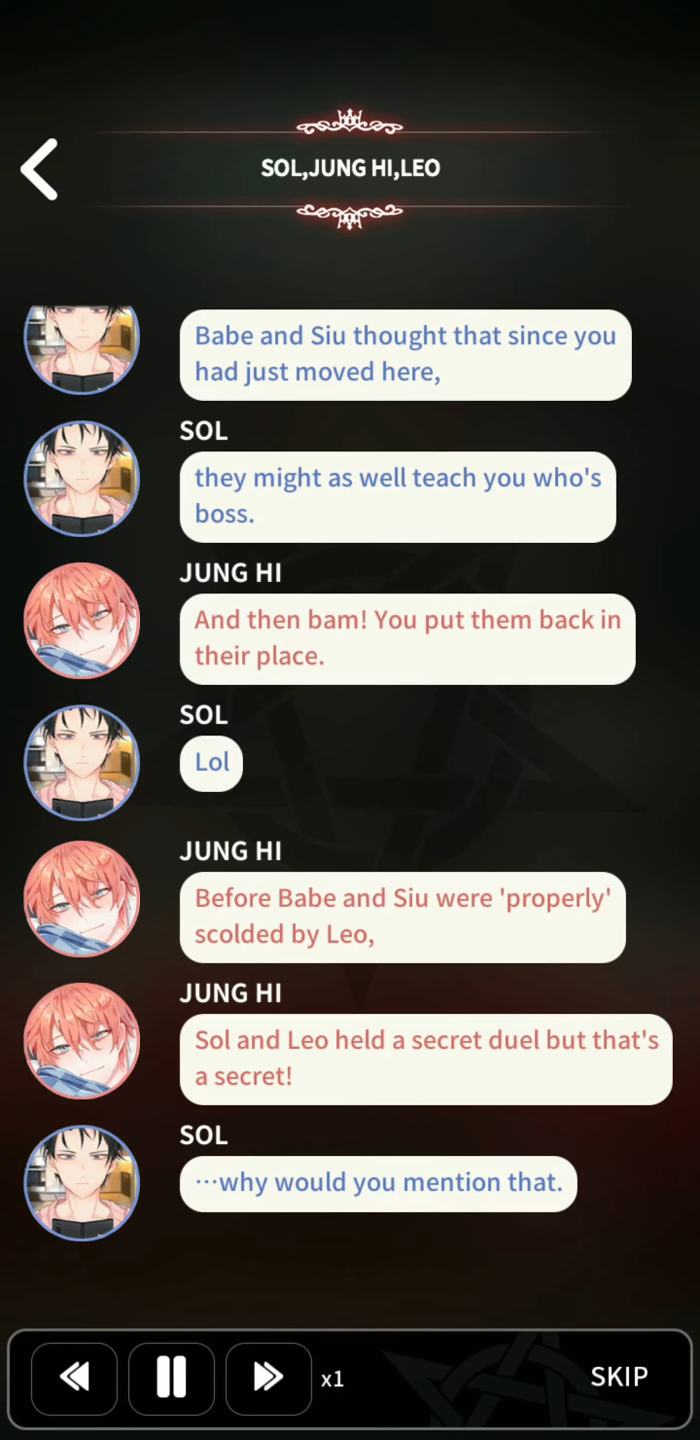 SOL,JUNG HI,LEO
Babe and Siu thought that since you
had just moved here,
SOL
they might as well teach you who's
boss.
JUNG HI
And then bam! You put them back in
their place.
SOL
Lol
JUNG HI
Before Babe and Siu were 'properly'
scolded by Leo,
JUNG HI
Sol and Leo held a secret duel but that's
a secret!
SOL
…why would you mention that.
x1
SKIP